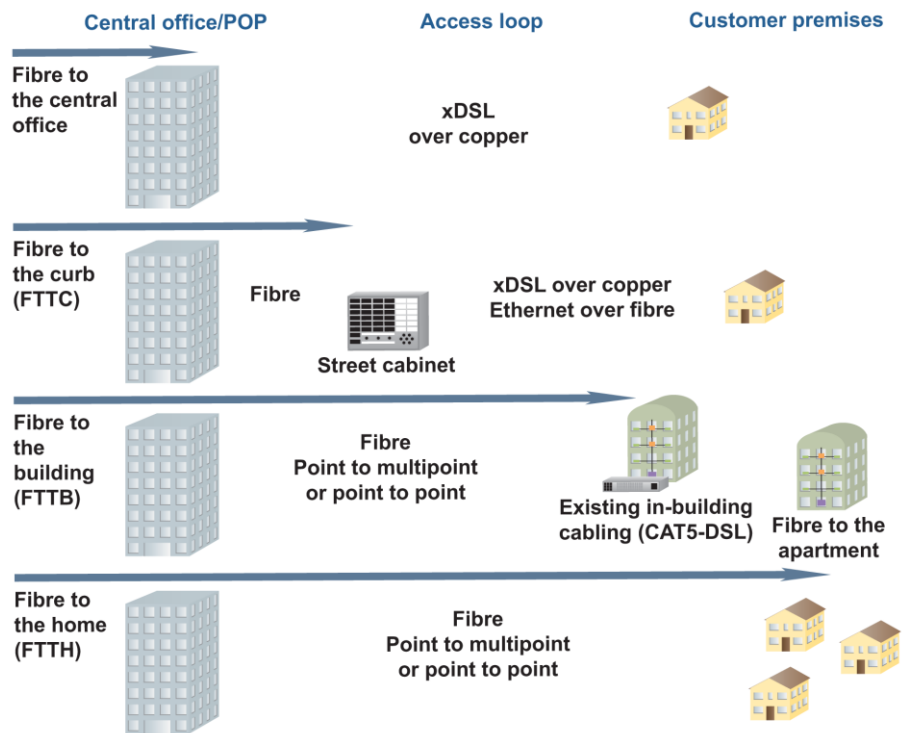 Central office/POP
Access loop
Customer premises
Fibre to
the central
office
xDSL
over copper
Fibre to
the curb
(FTTC)
Fibre
Street cabinet
xDSL over copper
Ethernet over fibre
Fibre to
the
building
(FTTB)
Fibre
Point to multipoint
or point to point
Existing in-building
cabling (CAT5-DSL)
Fibre to the
apartment
Fibre to
the home
(FTTH)
Fibre
Point to multipoint
or point to point